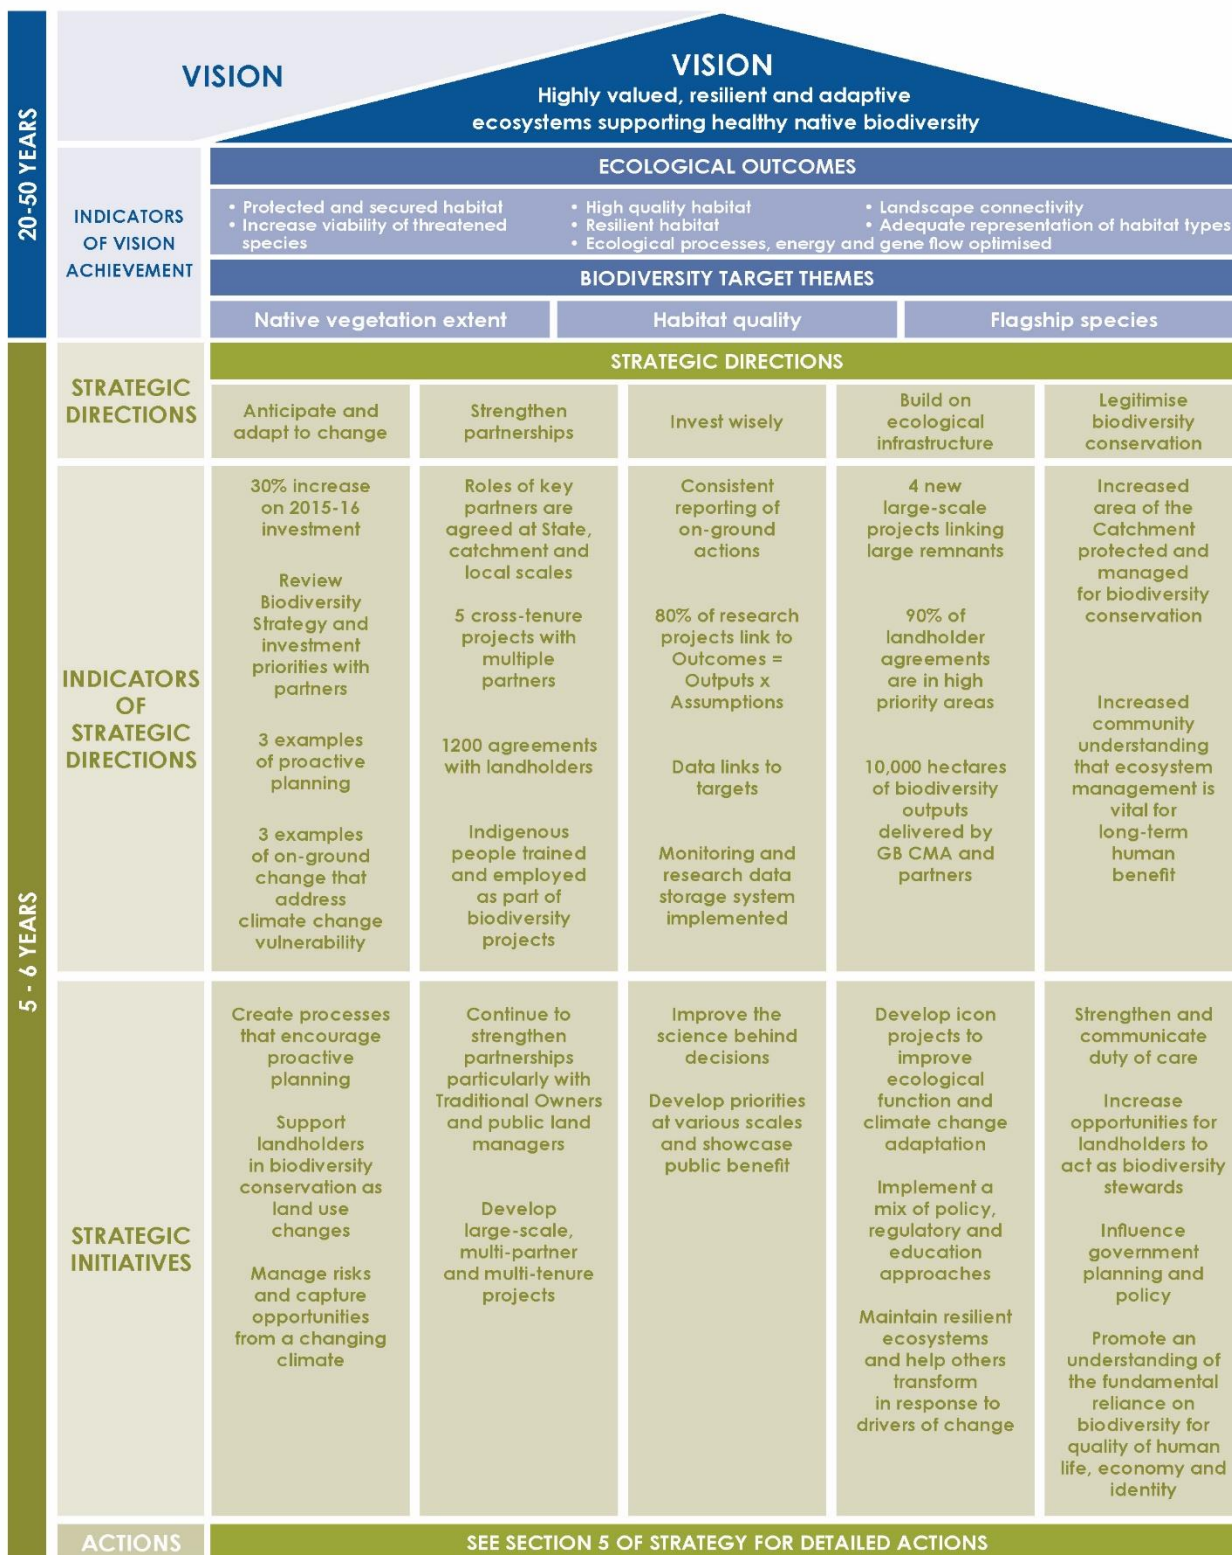 20-50 YEARS
VISION
VISION
Highly valued, resilient and adaptive
ecosystems supporting healthy native biodiversity
INDICATORS
OF VISION
ACHIEVEMENT
ECOLOGICAL OUTCOMES
• Protected and secured habitat
• Increase viability of threatened
species
• High quality habitat
• Resilient habitat
• Ecological processes, energy and gene flow optimised
• Landscape connectivity
• Adequate representation of habitat types
BIODIVERSITY TARGET THEMES
Native vegetation extent
Habitat quality
Flagship species
5 - 6 YEARS
STRATEGIC
DIRECTIONS
STRATEGIC DIRECTIONS
Anticipate and
adapt to change
Strengthen
partnerships
Invest wisely
Build on
ecological
infrastructure
Legitimise
biodiversity
conservation
INDICATORS
OF
STRATEGIC
DIRECTIONS
30% increase
on 2015-16
investment
Review
Biodiversity
Strategy and
investment
priorities with
partners
3 examples
of proactive
planning
3 examples
of on-ground
change that
address
climate change
vulnerability
Roles of key
partners are
agreed at State,
catchment and
local scales
5 cross-tenure
projects with
multiple
partners
1200 agreements
with landholders
Indigenous
people trained
and employed
as part of
biodiversity
projects
Consistent
reporting of
on-ground
actions
80% of research
projects link to
Outcomes =
Outputs x
Assumptions
Data links to
targets
Monitoring and
research data
storage system
implemented
4 new
large-scale
projects linking
large remnants
90% of
landholder
agreements
are in high
priority areas
10,000 hectares
of biodiversity
outputs
delivered by
GB CMA and
partners
Increased
area of the
Catchment
protected and
managed
for biodiversity
conservation
Increased
community
understanding
that ecosystem
management is
vital for
long-term
human
benefit
STRATEGIC
INITIATIVES
Create processes
that encourage
proactive
planning
Support
landholders
in biodiversity
conservation as
land use
changes
Manage risks
and capture
opportunities
from a changing
climate
Continue to
strengthen
partnerships
particularly with
Traditional Owners
and public land
managers
Develop
large-scale,
multi-partner
and multi-tenure
projects
Improve the
science behind
decisions
Develop priorities
at various scales
and showcase
public benefit
Develop icon
projects to
improve
ecological
function and
climate change
adaptation
Implement a
mix of policy,
regulatory and
education
approaches
Maintain resilient
ecosystems
and help others
transform
in response to
drivers of change
Strengthen and
communicate
duty of care
Increase
opportunities for
landholders to
act as biodiversity
stewards
Influence
government
planning and
policy
Promote an
understanding of
the fundamental
reliance on
biodiversity for
quality of human
life, economy and
identity
ACTIONS
SEE SECTION 5 OF STRATEGY FOR DETAILED ACTIONS